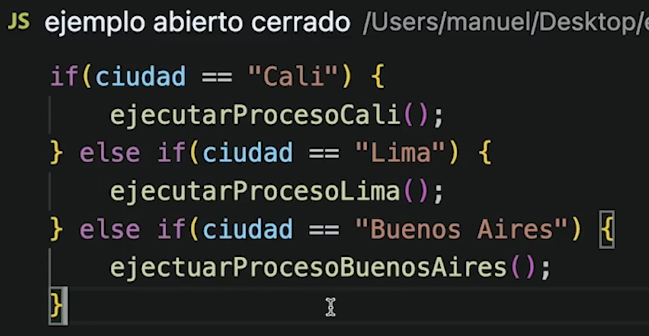 JS ejemplo abierto cerrado /Users/manuel/Desktop/
if(ciudad == "Cali") {
ejecutarProcesoCali();
} else if(ciudad == "Lima") {
ejecutarProcesoLima();
} else if(ciudad == "Buenos Aires") {
ejectuarProcesoBuenosAires();
}